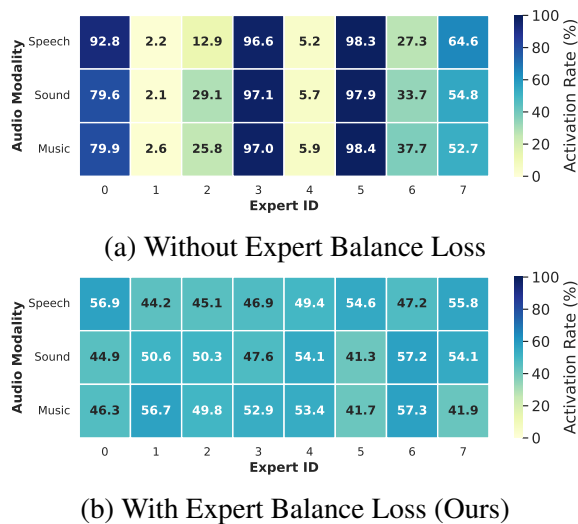 Speech 92.8 2.2 12.9 96.6 5.2 98.3 27.3 64.6
Sound 79.6 2.1 29.1 97.1 5.7 97.9 33.7 54.8
Music 79.9 2.6 25.8 97.0 5.9 98.4 37.7 52.7
0 1 2 3 4 5 6 7
Expert ID
Audio Modality
100
80
60
40
20
0
Activation Rate (%)
(a) Without Expert Balance Loss
Speech 56.9 44.2 45.1 46.9 49.4 54.6 47.2 55.8
Sound 44.9 50.6 50.3 47.6 54.1 41.3 57.2 54.1
Music 46.3 56.7 49.8 52.9 53.4 41.7 57.3 41.9
0 1 2 3 4 5 6 7
Expert ID
Audio Modality
100
80
60
40
20
0
Activation Rate (%)
(b) With Expert Balance Loss (Ours)